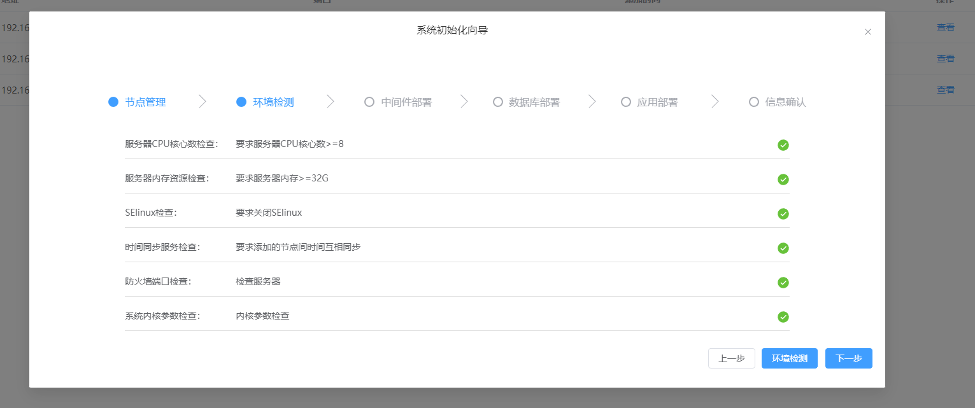 系统初始化向导
192.16
查看
192.16
查看
192.16
查看
节点管理
环境检测
中间件部署
数据库部署
应用部署
信息确认
服务器CPU核心数检查: 要求服务器CPU核心数>=8
服务器内存资源检查: 要求服务器内存>=32G
SElinux检查: 要求关闭SElinux
时间同步服务检查: 要求添加的节点间时间互相同步
防火墙端口检查: 检查服务器
系统内核参数检查: 内核参数检查
上一步 环境检测 下一步